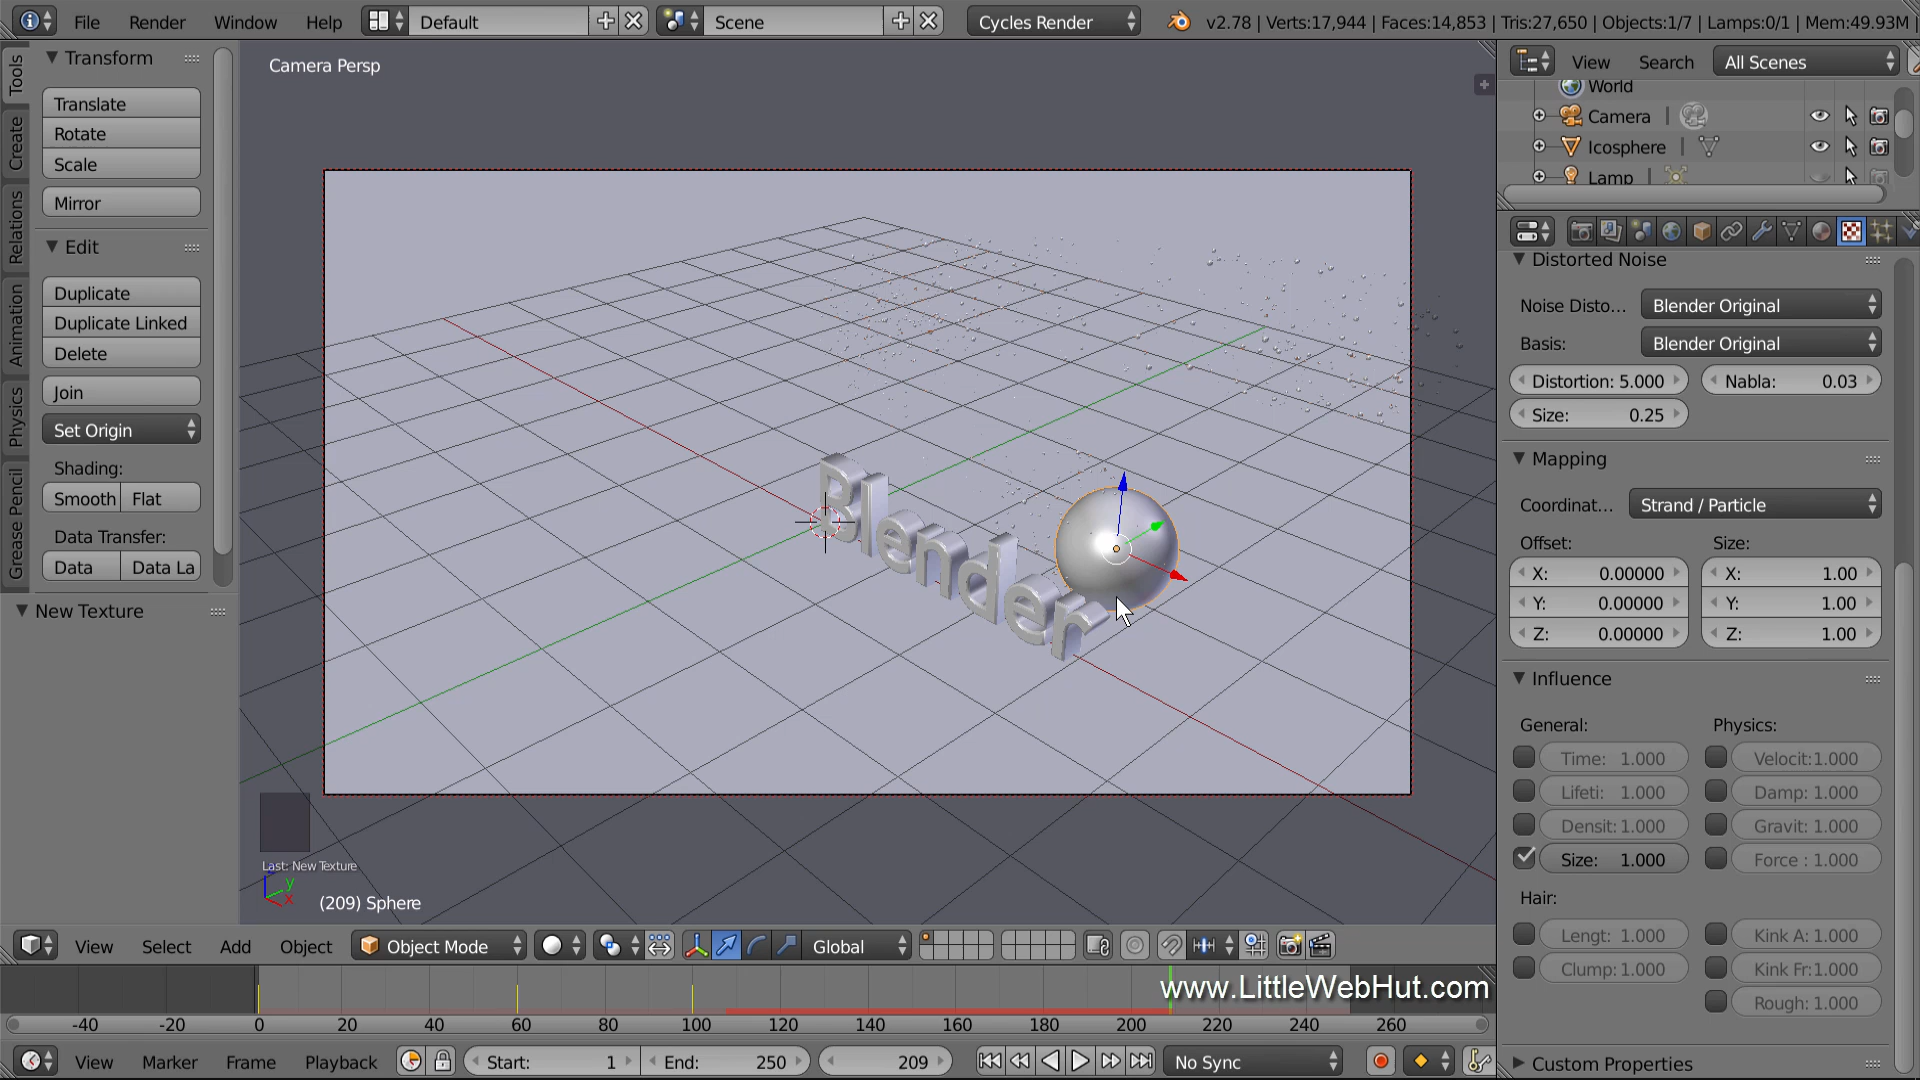 File Render Window Help Default Scene Cycles Render v2.78 | Verts:17,944 | Faces:14,853 | Tris:27,650 | Objects:1/7 | Lamps:0/1 | Mem:49.93M
Tools
Create
Relations
Animation
Physics
Grease Pencil
Transform
Translate
Rotate
Scale
Mirror
Edit
Duplicate
Duplicate Linked
Delete
Join
Set Origin
Shading:
Smooth Flat
Data Transfer:
Data Data La
New Texture
Camera Persp
Blender
Last: New Texture
z y x
(209) Sphere
View Search All Scenes
World
Camera
Icosphere
Lamp
Distorted Noise
Noise Disto... Blender Original
Basis: Blender Original
Distortion: 5.000 Nabla: 0.03
Size: 0.25
Mapping
Coordinat... Strand / Particle
Offset: Size:
X: 0.00000 X: 1.00
Y: 0.00000 Y: 1.00
Z: 0.00000 Z: 1.00
Influence
General: Physics:
Time: 1.000 Velocit:1.000
Lifeti: 1.000 Damp: 1.000
Densit: 1.000 Gravit: 1.000
Size: 1.000 Force : 1.000
Hair:
Lengt: 1.000 Kink A: 1.000
Clump: 1.000 Kink Fr:1.000
Rough: 1.000
Custom Properties
View Select Add Object Object Mode Global
www.LittleWebHut.com
-40 -20 0 20 40 60 80 100 120 140 160 180 200 220 240 260
View Marker Frame Playback Start: 1 End: 250 209 No Sync